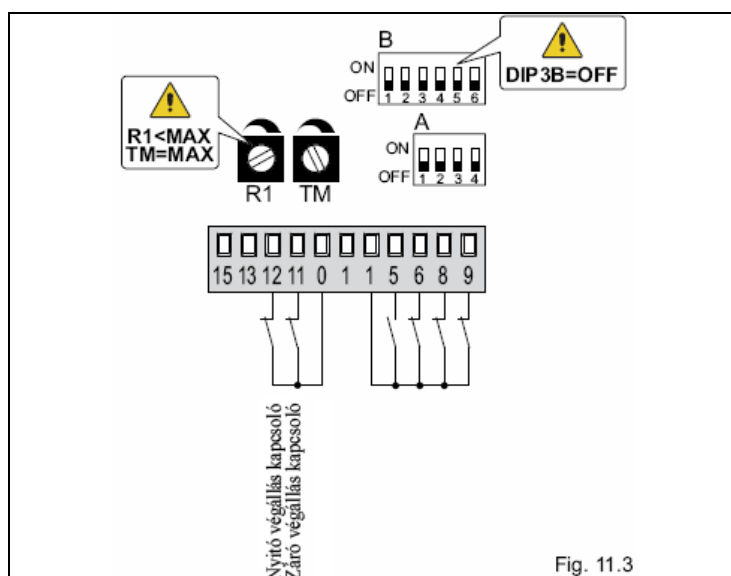 B
ON
OFF
1 2 3 4 5 6
DIP3B=OFF
R1<MAX
TM=MAX
A
ON
OFF
1 2 3 4
R1 TM
15 13 12 11 0 1 1 5 6 8 9
Nyitó végállás kapcsoló
Záró végállás kapcsoló
Fig. 11.3